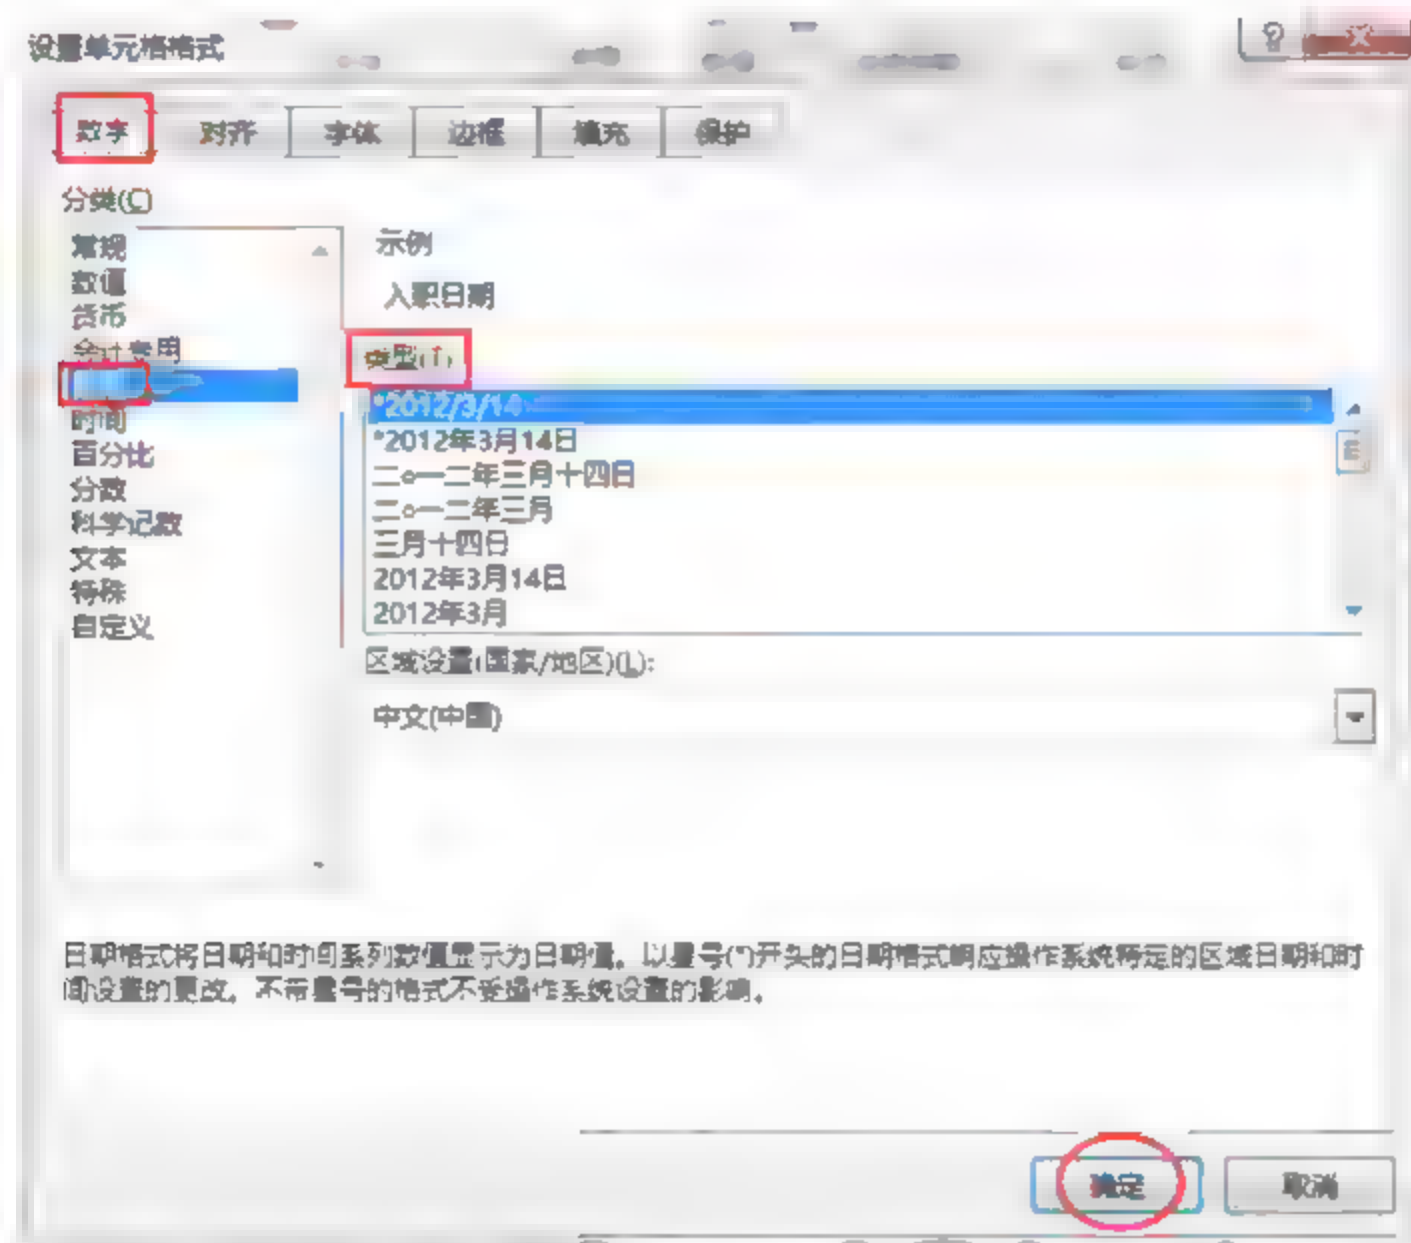 设置单元格格式
数字 对齐 字体 边框 填充 保护
分类(C)
常规
数值
货币
会计专用
时间
百分比
分数
科学记数
文本
特殊
自定义
示例
入职日期
类型(T)
*2012/3/14
*2012年3月14日
二○一二年三月十四日
二○一二年三月
三月十四日
2012年3月14日
2012年3月
区域设置(国家/地区)(L):
中文(中国)
日期格式将日期和时间系列数值显示为日期值。以星号(*)开头的日期格式响应操作系统特定的区域日期和时
间设置的更改。不带星号的格式不受操作系统设置的影响。
确定 取消